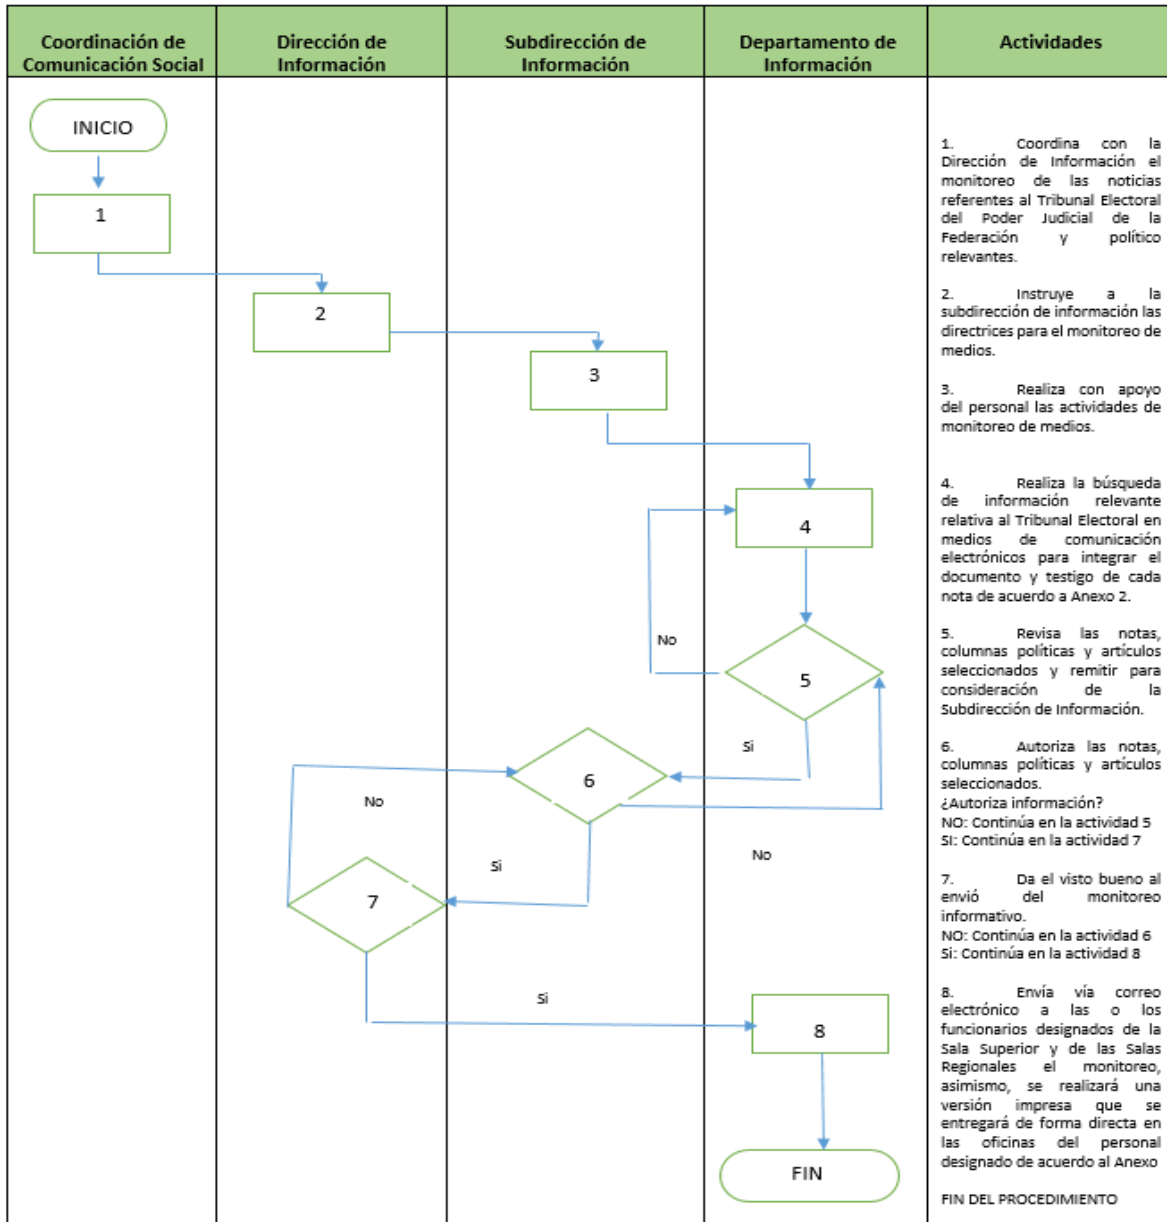 Coordinación de
Comunicación Social
Dirección de
Información
Subdirección de
Información
Departamento de
Información
Actividades
INICIO
1
2
3
4
No
5
Si
6
No
No
Si
7
Si
8
FIN
1. Coordina con la
Dirección de Información el
monitoreo de las noticias
referentes al Tribunal Electoral
del Poder Judicial de la
Federación y político
relevantes.
2. Instruye a la
subdirección de información las
directrices para el monitoreo de
medios.
3. Realiza con apoyo
del personal las actividades de
monitoreo de medios.
4. Realiza la búsqueda
de información relevante
relativa al Tribunal Electoral en
medios de comunicación
electrónicos para integrar el
documento y testigo de cada
nota de acuerdo a Anexo 2.
5. Revisa las notas,
columnas políticas y artículos
seleccionados y remitir para
consideración de la
Subdirección de Información.
6. Autoriza las notas,
columnas políticas y artículos
seleccionados.
¿Autoriza información?
NO: Continúa en la actividad 5
SI: Continúa en la actividad 7
7. Da el visto bueno al
envió del monitoreo
informativo.
NO: Continúa en la actividad 6
Si: Continúa en la actividad 8
8. Envía vía correo
electrónico a las o los
funcionarios designados de la
Sala Superior y de las Salas
Regionales el monitoreo,
asimismo, se realizará una
versión impresa que se
entregará de forma directa en
las oficinas del personal
designado de acuerdo al Anexo
FIN DEL PROCEDIMIENTO